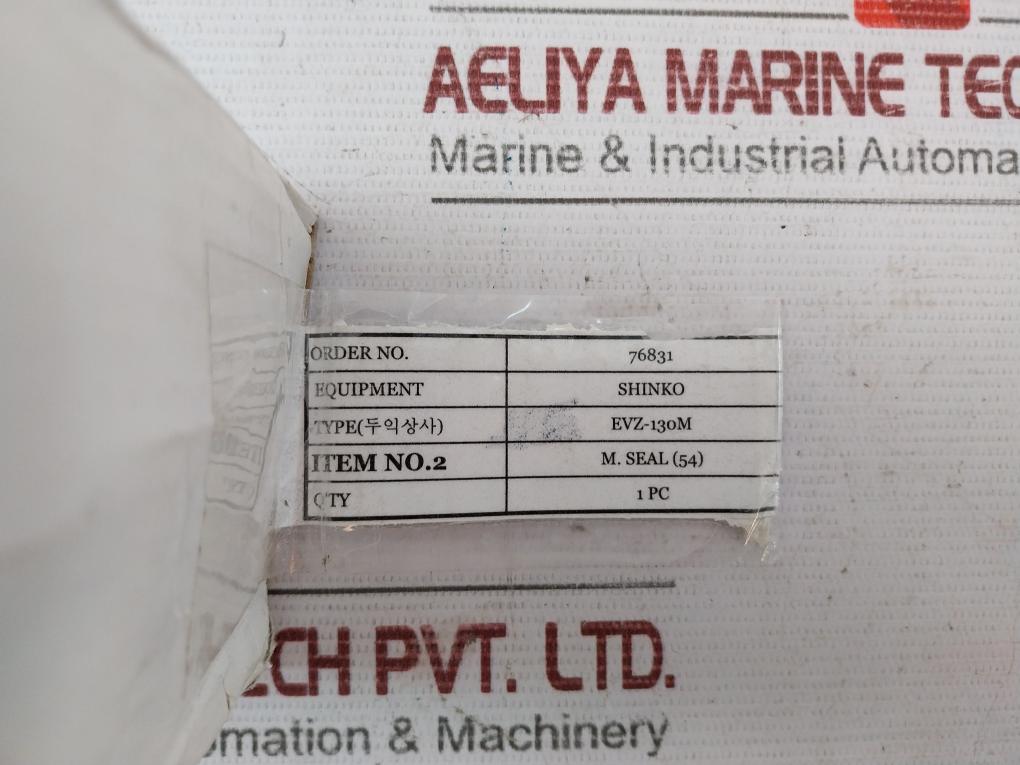 AELIYA MARINE TEC
Marine & Industrial Automa
ORDER NO. 76831
EQUIPMENT SHINKO
TYPE(두익상사) EVZ-130M
ITEM NO.2 M. SEAL (54)
Q'TY 1 PC
ECH PVT. LTD.
omation & Machinery